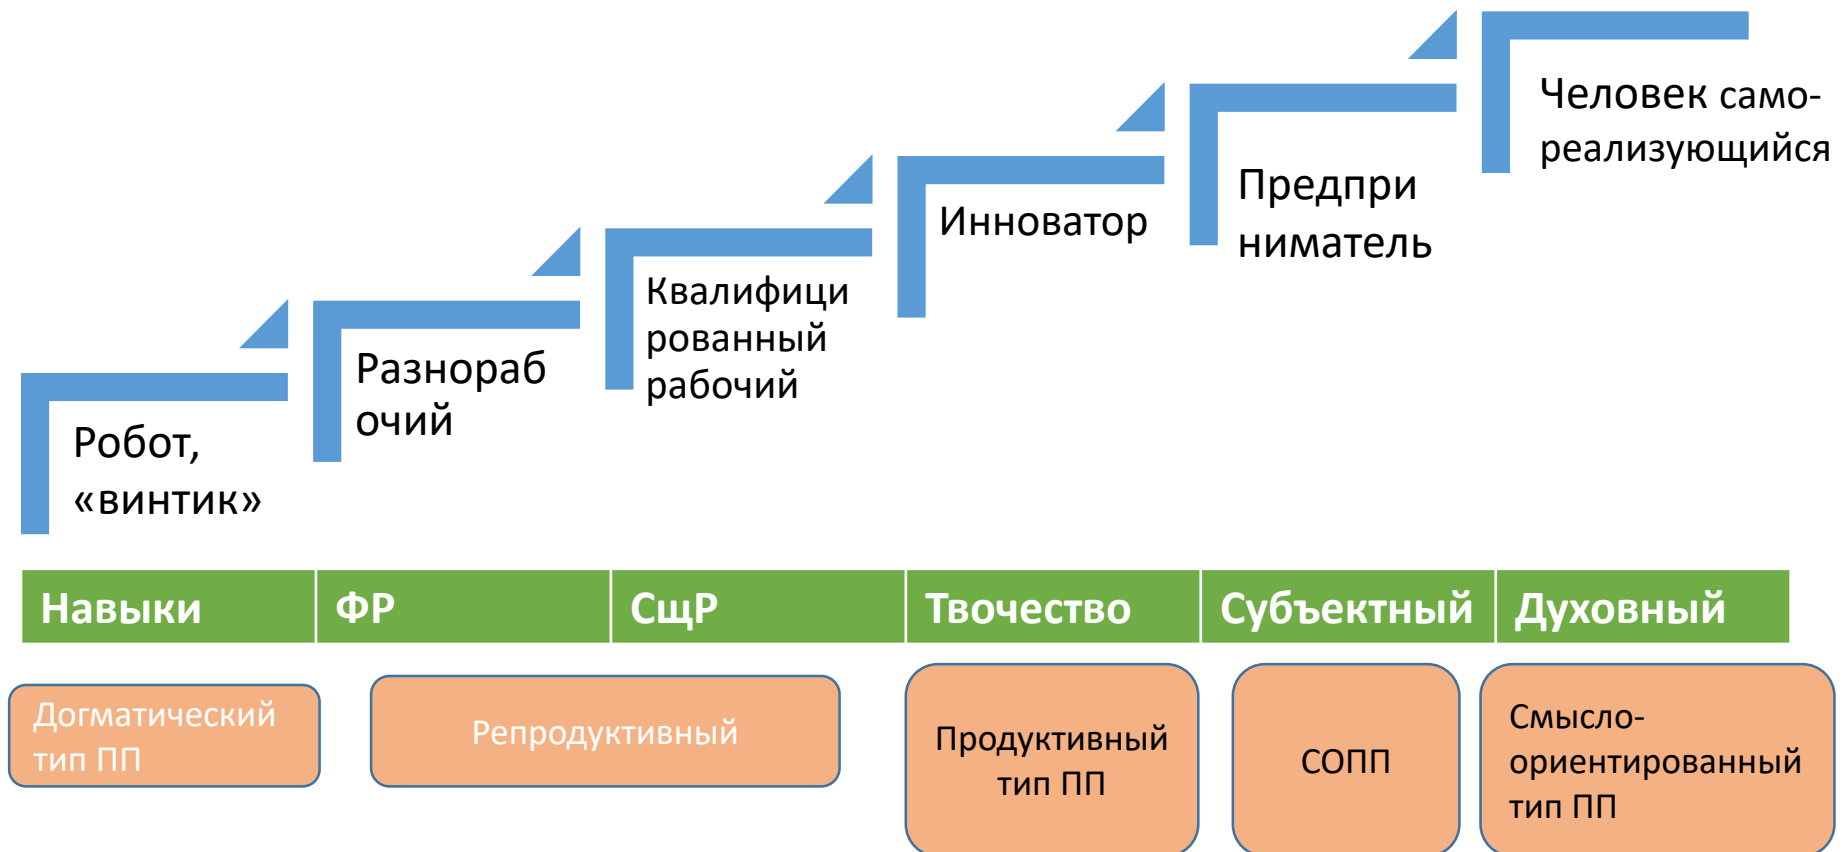 Человек само-
реализующийся
Предпри
ниматель
Инноватор
Квалифици
рованный
рабочий
Разнораб
очий
Робот,
«винтик»
Навыки
ФР
СщР
Твочество
Субъектный
Духовный
Догматический
тип ПП
Репродуктивный
Продуктивный
тип ПП
СОПП
Смысло-
ориентированный
тип ПП